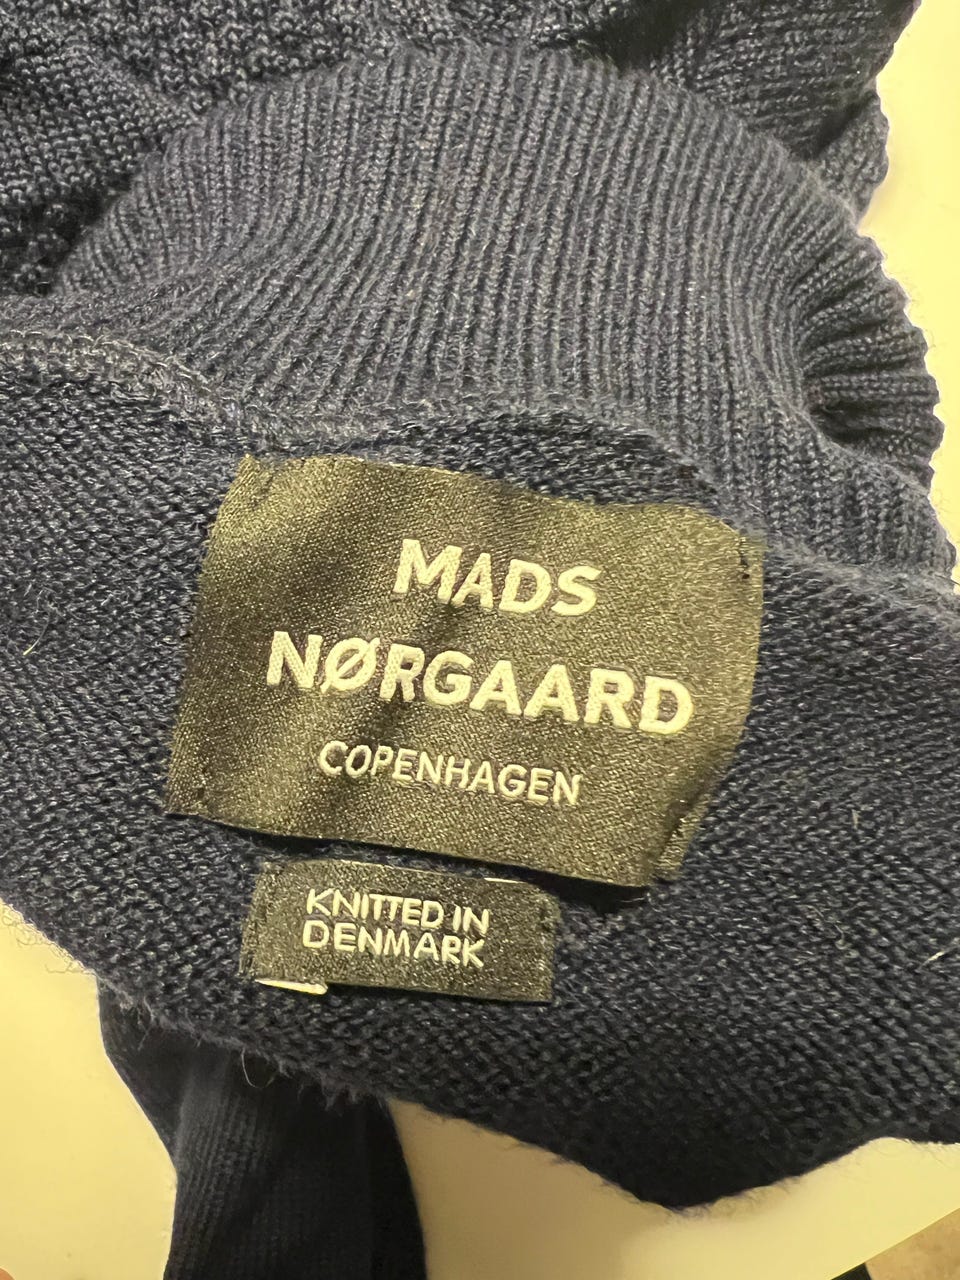 MADS
NØRGAARD
COPENHAGEN
KNITTED IN
DENMARK